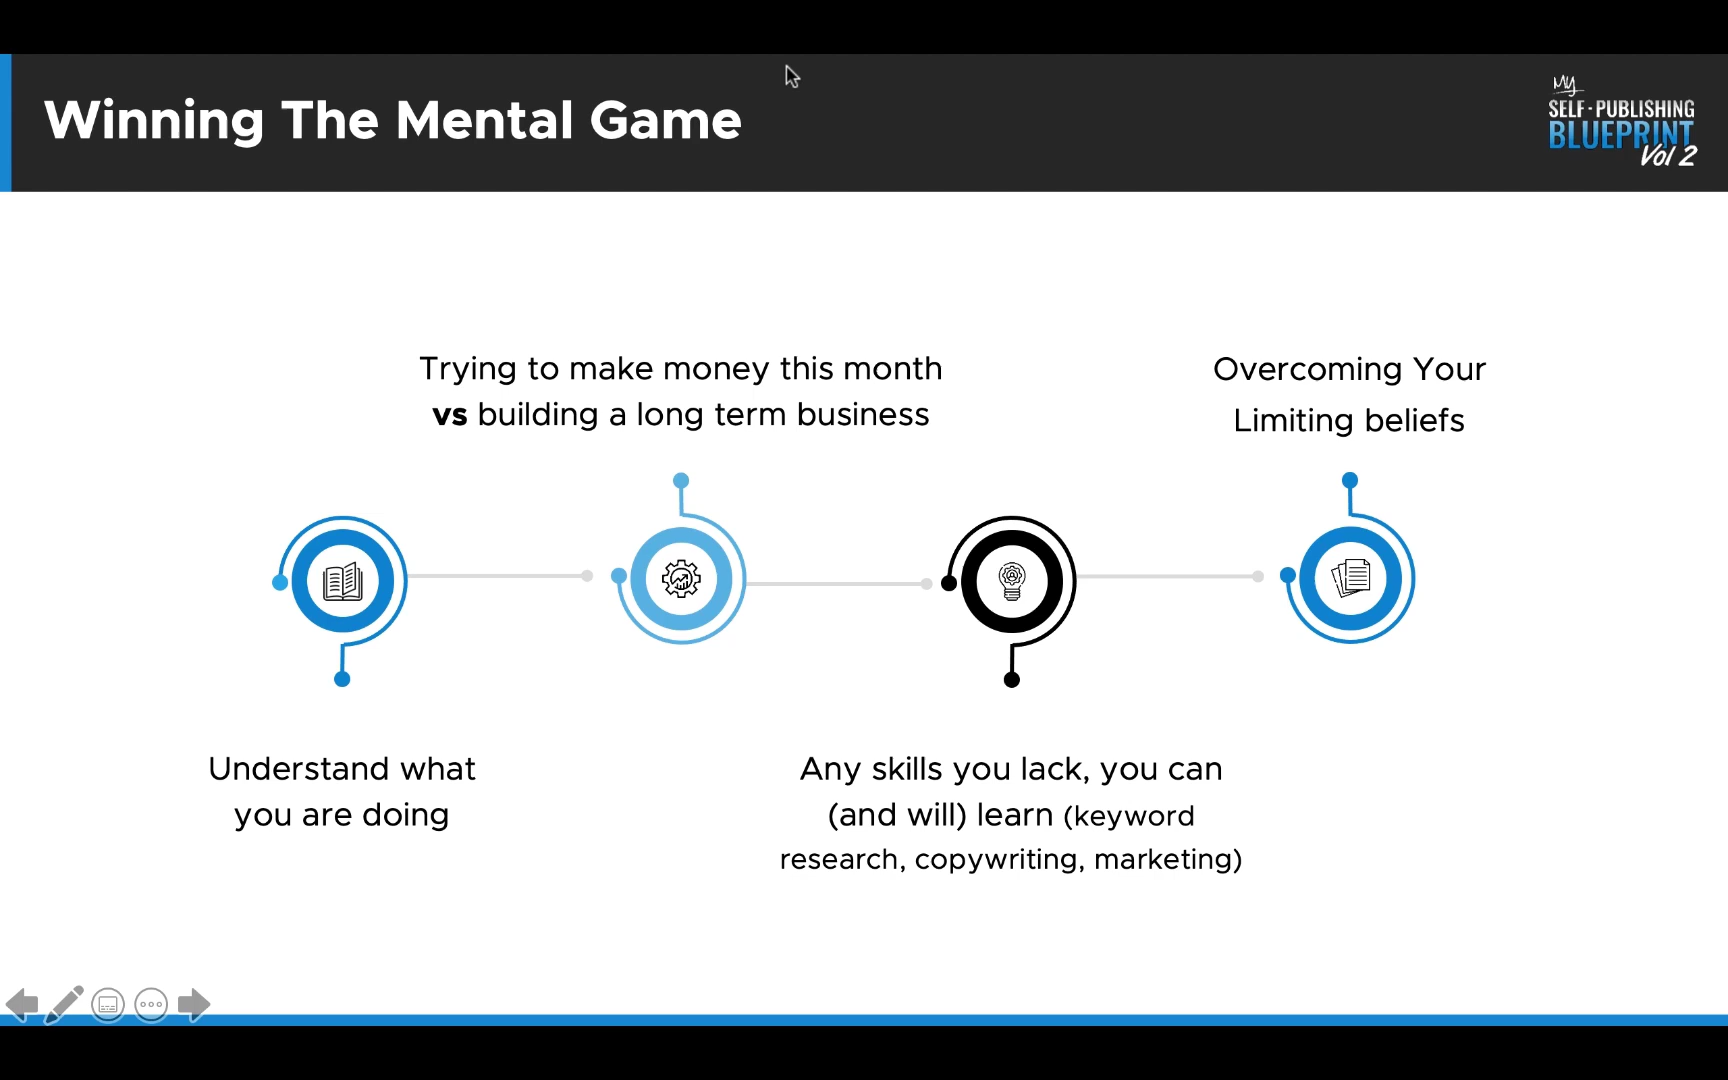 Winning The Mental Game
My
SELF-PUBLISHING
BLUEPRINT
Vol 2
Trying to make money this month
vs building a long term business
Overcoming Your
Limiting beliefs
Understand what
you are doing
Any skills you lack, you can
(and will) learn (keyword
research, copywriting, marketing)